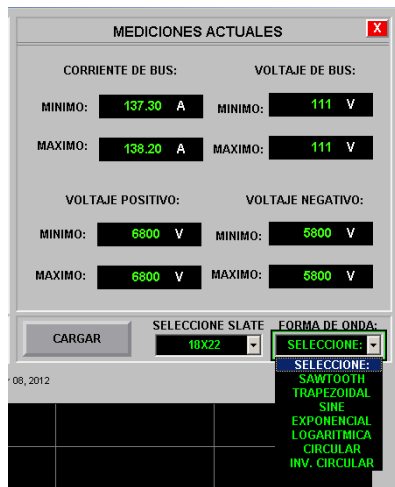 MEDICIONES ACTUALES X
CORRIENTE DE BUS: VOLTAJE DE BUS:
MINIMO: 137.30 A MINIMO: 111 V
MAXIMO: 138.20 A MAXIMO: 111 V
VOLTAJE POSITIVO: VOLTAJE NEGATIVO:
MINIMO: 6800 V MINIMO: 5800 V
MAXIMO: 6800 V MAXIMO: 5800 V
CARGAR SELECCIONE SLATE FORMA DE ONDA:
18X22 SELECCIONE:
SELECCIONE:
SAWTOOTH
TRAPEZOIDAL
SINE
EXPONENCIAL
LOGARITMICA
CIRCULAR
INV. CIRCULAR
08, 2012